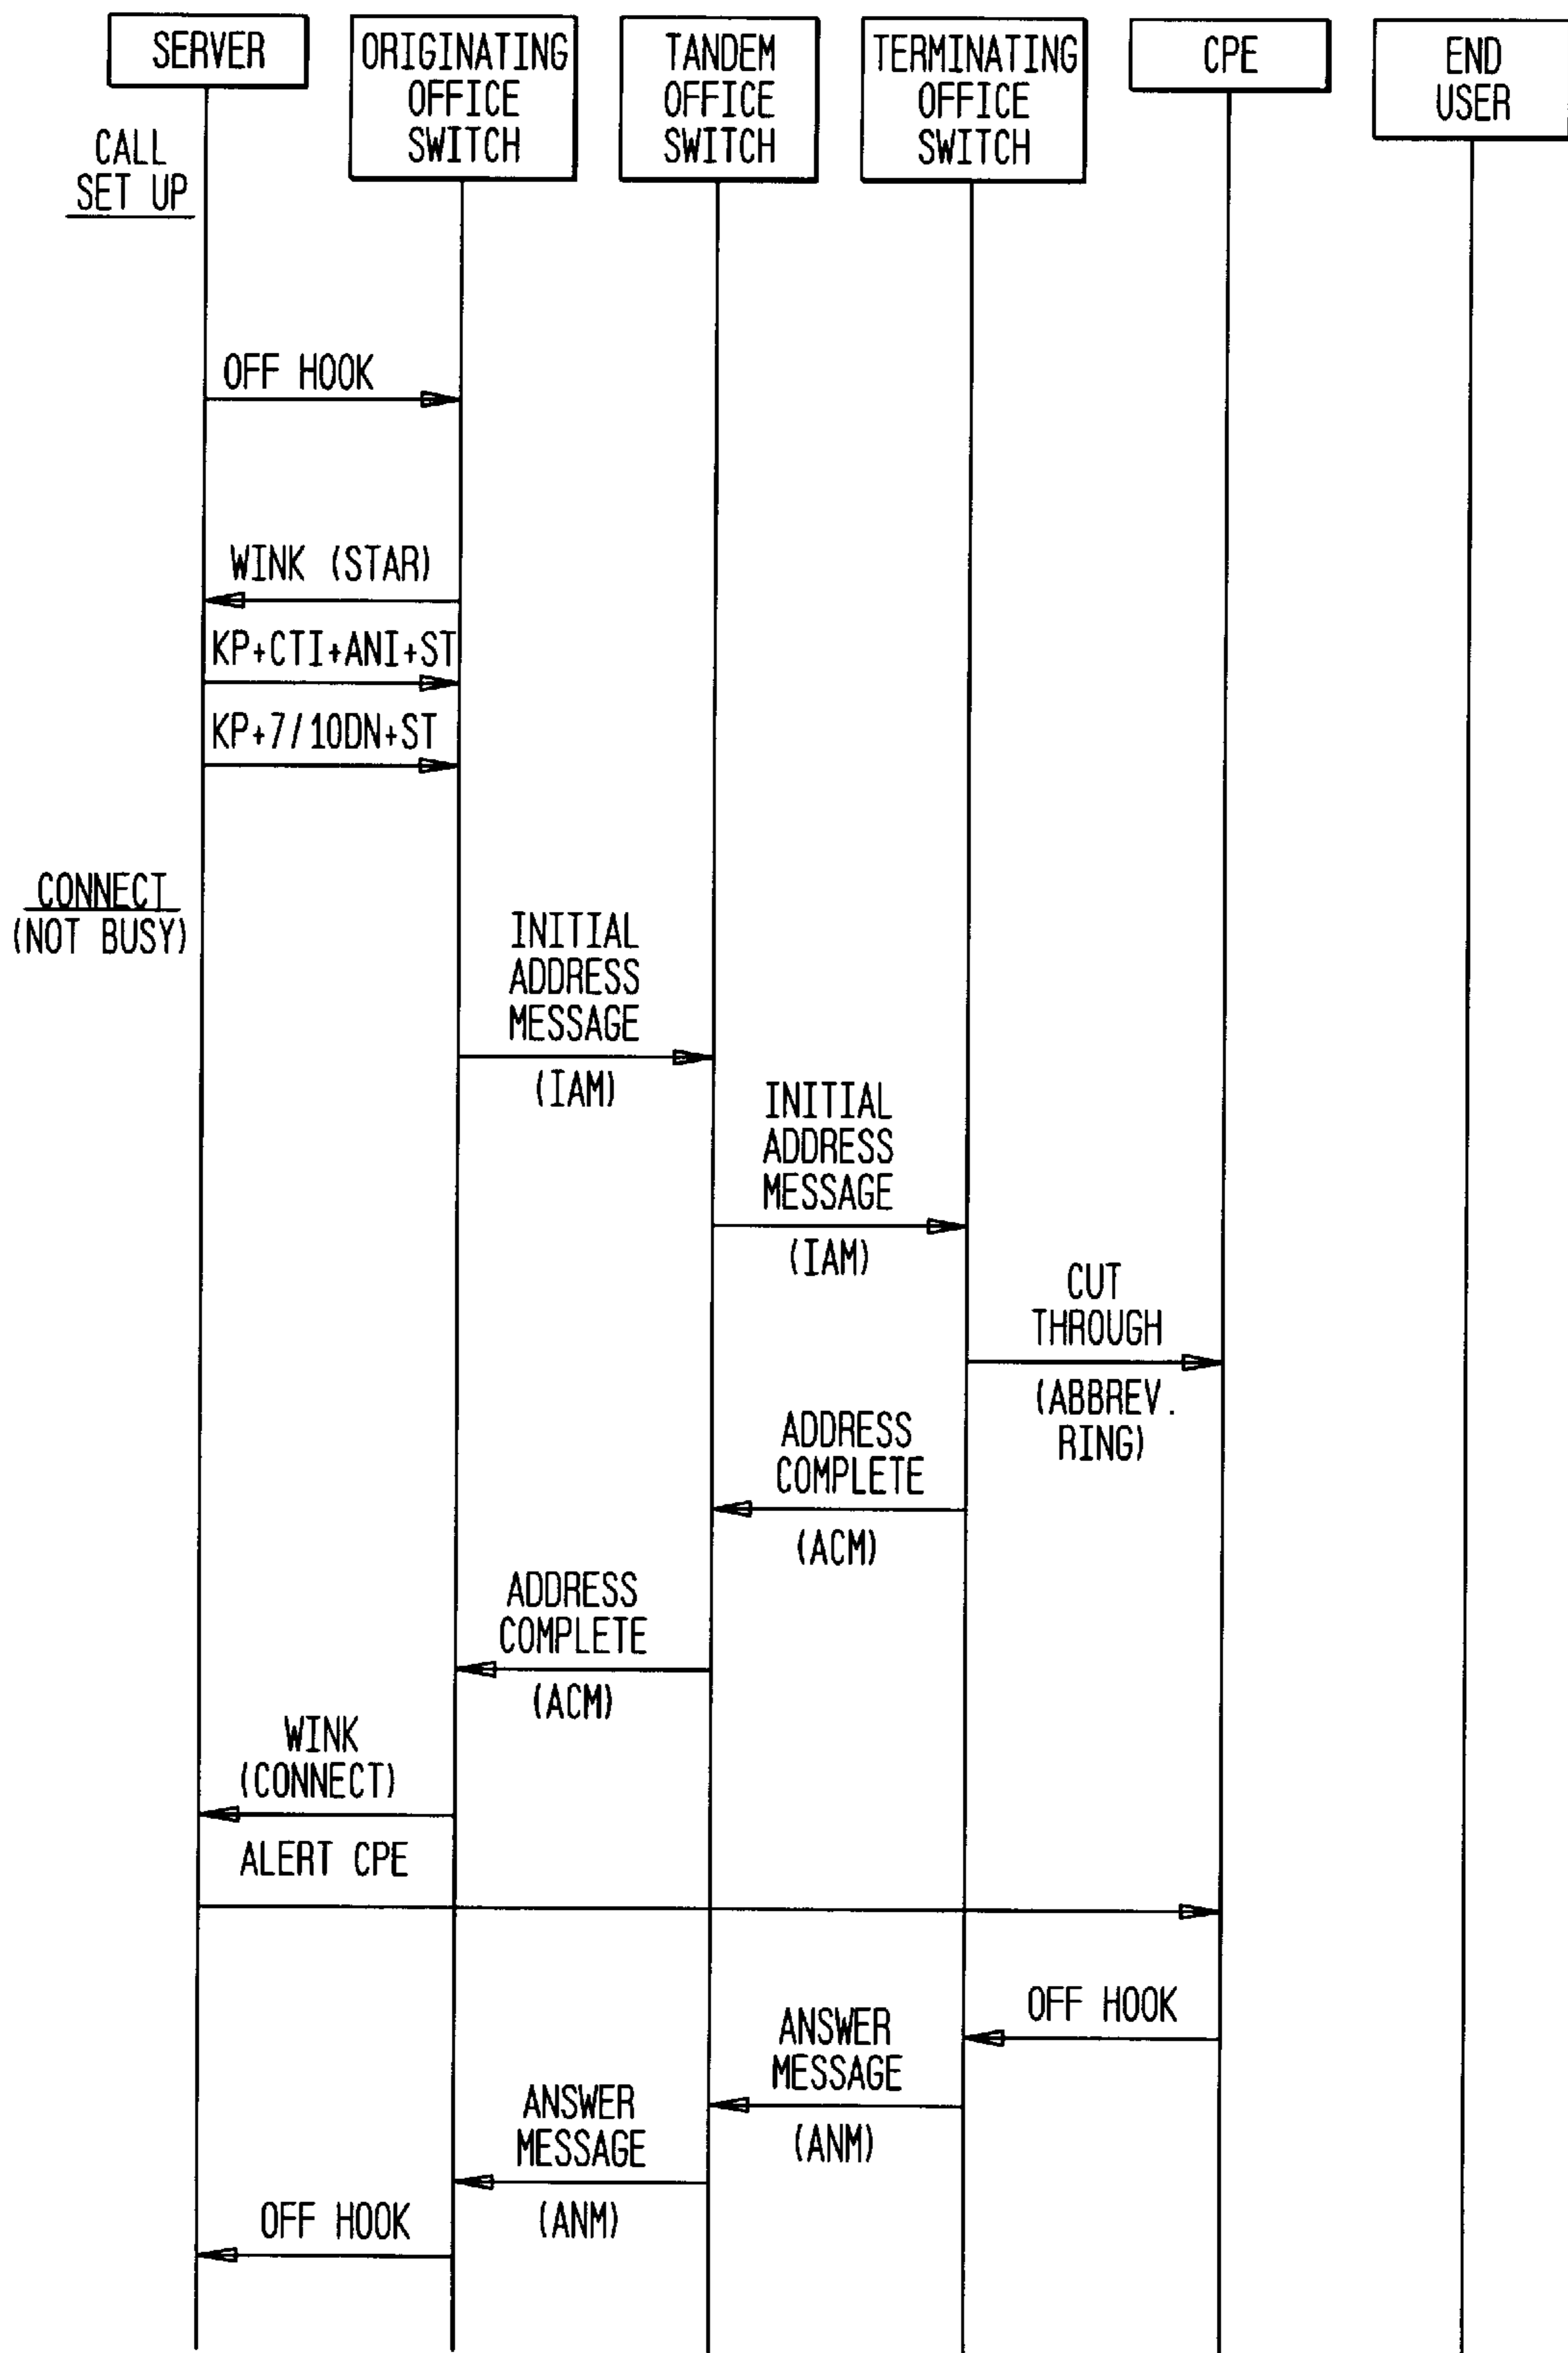 SERVER
ORIGINATING
OFFICE
SWITCH
TANDEM
OFFICE
SWITCH
TERMINATING
OFFICE
SWITCH
CPE
END
USER
CALL
SET UP
OFF HOOK
WINK (STAR)
KP+CTI+ANI+ST
KP+7/10DN+ST
CONNECT
(NOT BUSY)
INITIAL
ADDRESS
MESSAGE
(IAM)
INITIAL
ADDRESS
MESSAGE
(IAM)
CUT
THROUGH
(ABBREV.
RING)
ADDRESS
COMPLETE
(ACM)
ADDRESS
COMPLETE
(ACM)
WINK
(CONNECT)
ALERT CPE
OFF HOOK
ANSWER
MESSAGE
(ANM)
ANSWER
MESSAGE
(ANM)
OFF HOOK